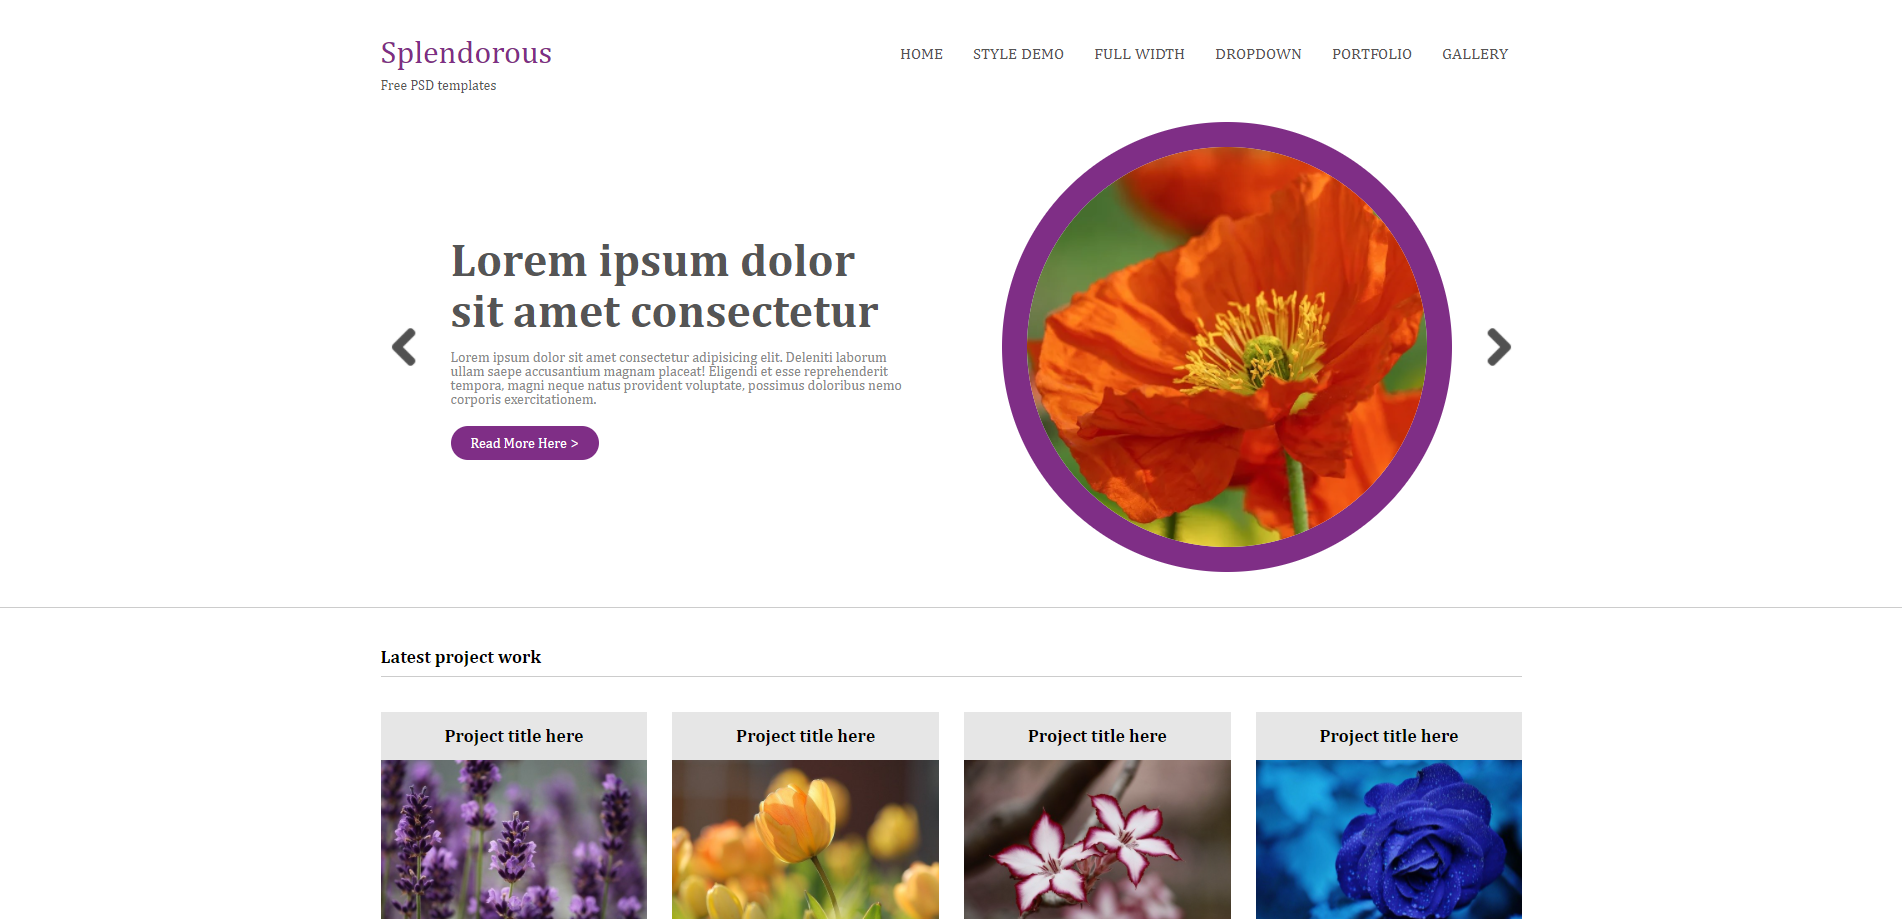 Splendorous
Free PSD templates
HOME STYLE DEMO FULL WIDTH DROPDOWN PORTFOLIO GALLERY
Lorem ipsum dolor
sit amet consectetur
Lorem ipsum dolor sit amet consectetur adipisicing elit. Deleniti laborum
ullam saepe accusantium magnam placeat! Eligendi et esse reprehenderit
tempora, magni neque natus provident voluptate, possimus doloribus nemo
corporis exercitationem.
Read More Here >
Latest project work
Project title here
Project title here
Project title here
Project title here